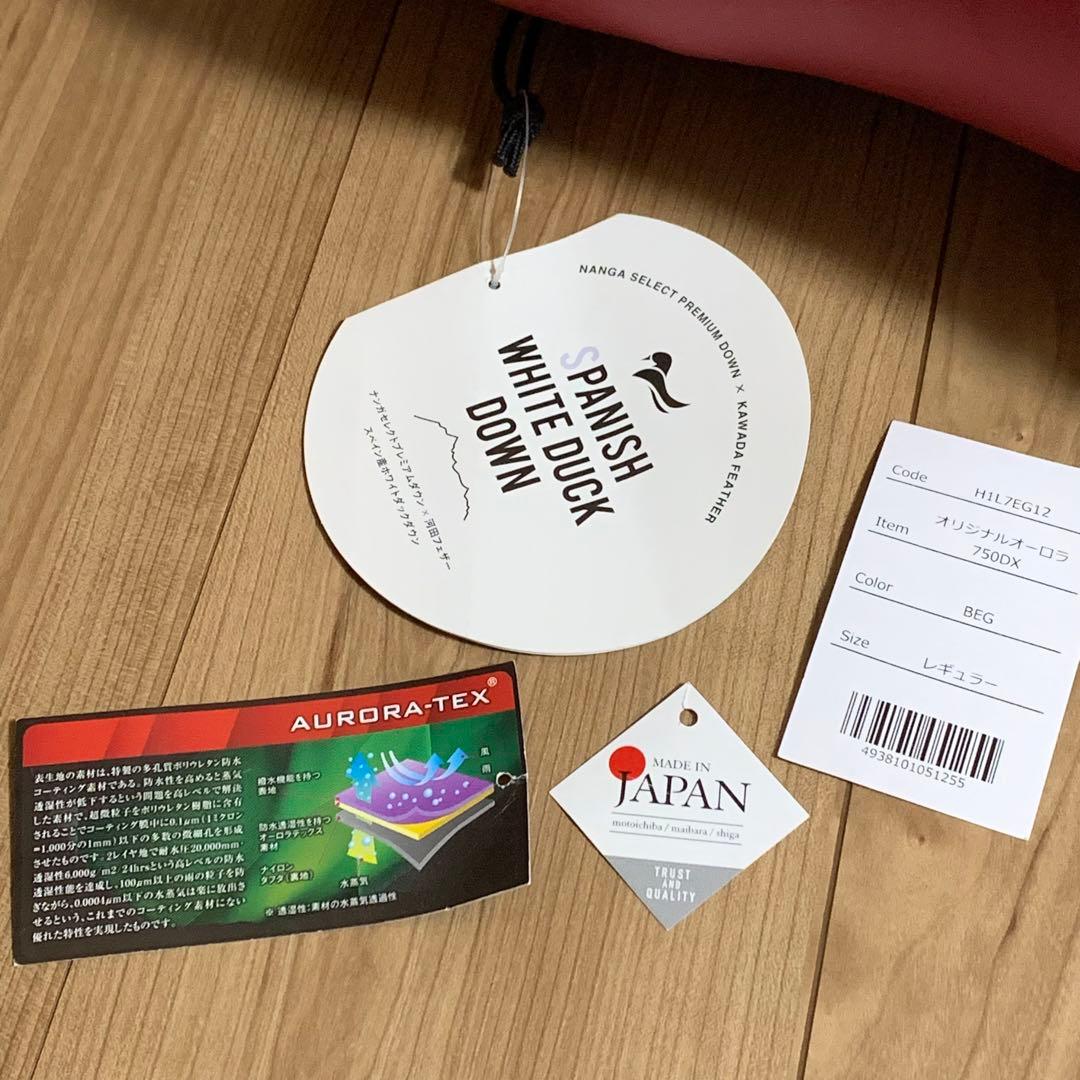 NANGA SELECT PREMIUM DOWN × KAWADA FEATHER
SPANISH
WHITE DUCK
DOWN
ナンガセレクトプレミアムダウン × 河田フェザー
スペイン産ホワイトダックダウン
Code
H1L7EG12
Item
オリジナルオーロラ
750DX
Color
BEG
Size
レギュラー
4938101051255
AURORA-TEX®
表生地の素材は、特製の多孔質ポリウレタン防水
コーティング素材である。防水性を高めると蒸気
透湿性が低下するという問題を高レベルで解決
した素材で、超微粒子をポリウレタン樹脂に含有
されることでコーティング膜中に0.1μm(1ミクロン
=1,000分の1mm)以下の多数の微細孔を形成
させたものです。2レイヤ地で耐水圧20,000mm、
透湿性6,000g/m2/24hrsという高レベルの防水
透湿性能を達成し、100μm以上の雨の粒子を防
ぎながら、0.0004μm以下の水蒸気は楽に放出さ
せるという、これまでのコーティング素材にない
優れた特性を実現したものです。
撥水機能を持つ
表地
防水透湿性を持つ
オーロラテックス
素材
ナイロン
タフタ(裏地)
風
雨
水蒸気
※ 透湿性：素材の水蒸気透過性
MADE IN
JAPAN
motoichiba / maibara / shiga
TRUST
AND
QUALITY